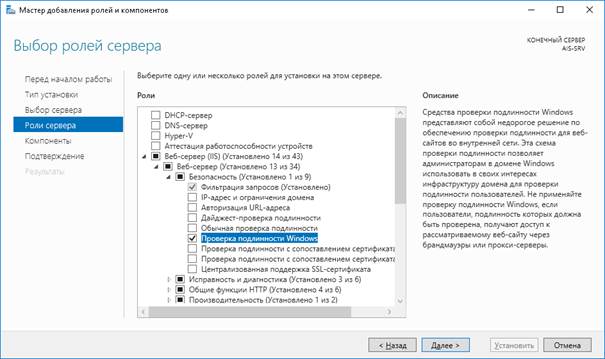 Мастер добавления ролей и компонентов
Выбор ролей сервера
КОНЕЧНЫЙ СЕРВЕР
AIS-SRV
Перед началом работы
Тип установки
Выбор сервера
Роли сервера
Компоненты
Подтверждение
Результаты
Выберите одну или несколько ролей для установки на этом сервере.
Роли
DHCP-сервер
DNS-сервер
Hyper-V
Аттестация работоспособности устройств
Веб-сервер (IIS) (Установлено 14 из 43)
Веб-сервер (Установлено 13 из 34)
Безопасность (Установлено 1 из 9)
Фильтрация запросов (Установлено)
IP-адрес и ограничения домена
Авторизация URL-адреса
Дайджест-проверка подлинности
Обычная проверка подлинности
Проверка подлинности Windows
Проверка подлинности с сопоставлением сертификата
Проверка подлинности с сопоставлением сертификата
Централизованная поддержка SSL-сертификата
Исправность и диагностика (Установлено 3 из 6)
Общие функции HTTP (Установлено 4 из 6)
Производительность (Установлено 1 из 2)
Описание
Средства проверки подлинности Windows
представляют собой недорогое решение по
обеспечению проверки подлинности для веб-
сайтов во внутренней сети. Эта схема
проверки подлинности позволяет
администраторам в домене Windows
использовать в своих интересах
инфраструктуру домена для проверки
подлинности пользователей. Не применяйте
проверку подлинности Windows, если
пользователи, подлинность которых должна
быть проверена, получают доступ к
рассматриваемому веб-сайту через
брандмауэры или прокси-серверы.
< Назад
Далее >
Установить
Отмена